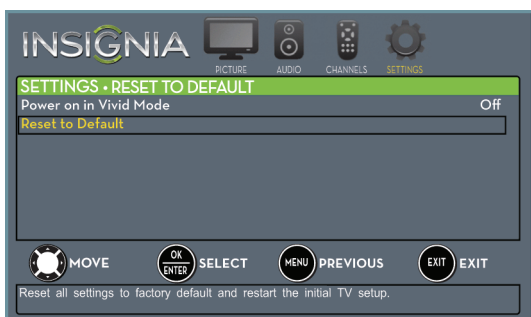 INSIGNIA
PICTURE AUDIO CHANNELS SETTINGS
SETTINGS • RESET TO DEFAULT
Power on in Vivid Mode Off
Reset to Default
MOVE OK ENTER SELECT MENU PREVIOUS EXIT EXIT
Reset all settings to factory default and restart the initial TV setup.